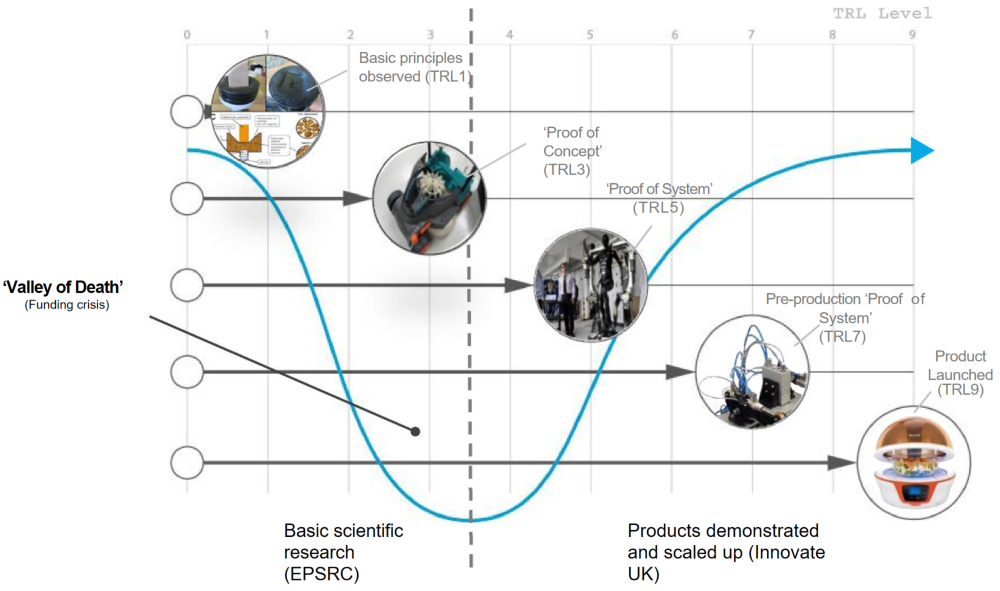 TRL Level
0 1 2 3 4 5 6 7 8 9
Basic principles
observed (TRL1)
‘Proof of
Concept’
(TRL3)
‘Proof of System’
(TRL5)
‘Valley of Death’
(Funding crisis)
Pre-production ‘Proof of
System’
(TRL7)
Product
Launched
(TRL9)
Basic scientific
research
(EPSRC)
Products demonstrated
and scaled up (Innovate
UK)